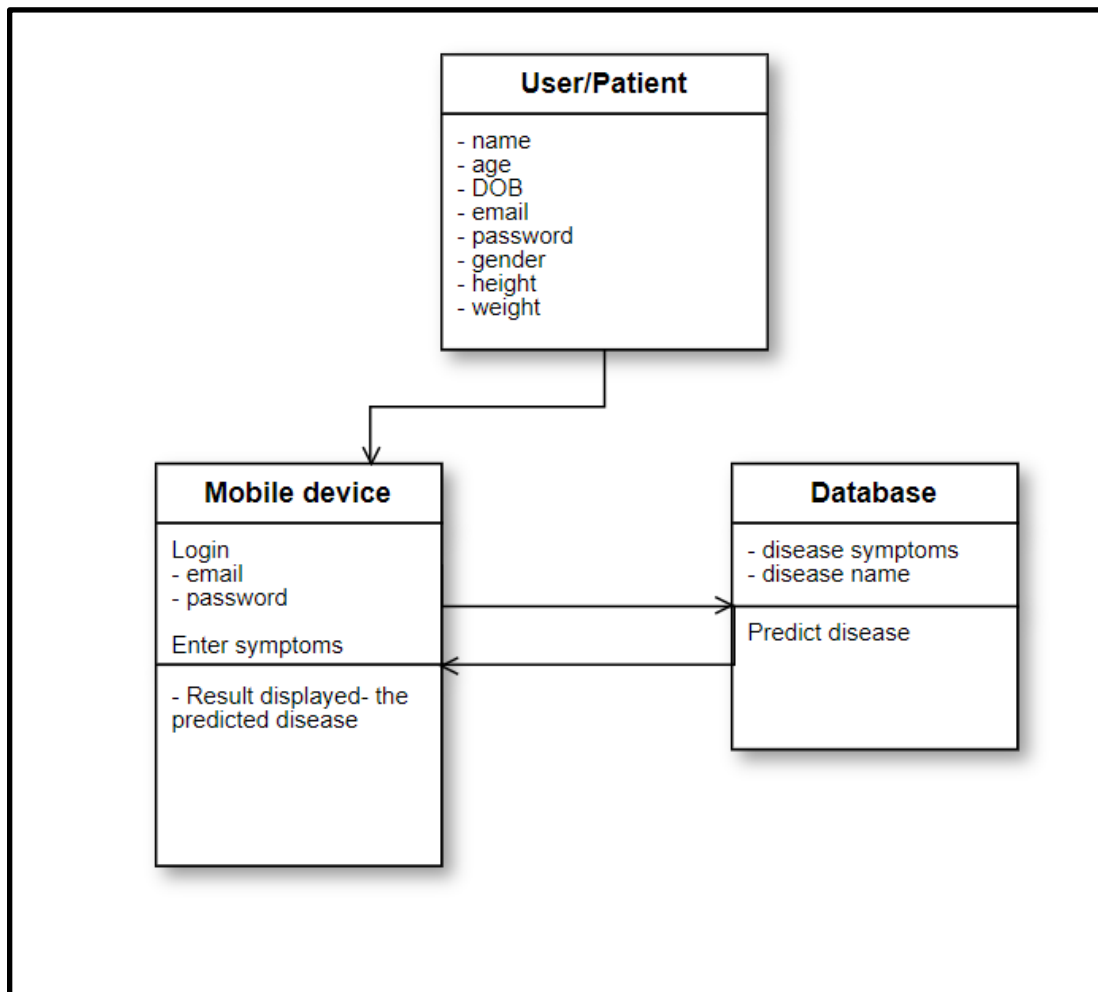 User/Patient
- name
- age
- DOB
- email
- password
- gender
- height
- weight
Mobile device
Login
- email
- password
Enter symptoms
- Result displayed- the
predicted disease
Database
- disease symptoms
- disease name
Predict disease